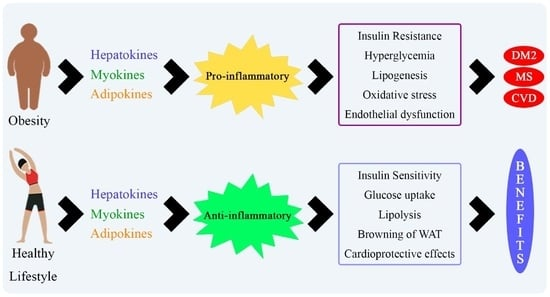 Obesity
Hepatokines
Myokines
Adipokines
Pro-inflammatory
Insulin Resistance
Hyperglycemia
Lipogenesis
Oxidative stress
Endothelial dysfunction
DM2
MS
CVD
Healthy
Lifestyle
Hepatokines
Myokines
Adipokines
Anti-inflammatory
Insulin Sensitivity
Glucose uptake
Lipolysis
Browning of WAT
Cardioprotective effects
BENEFITS